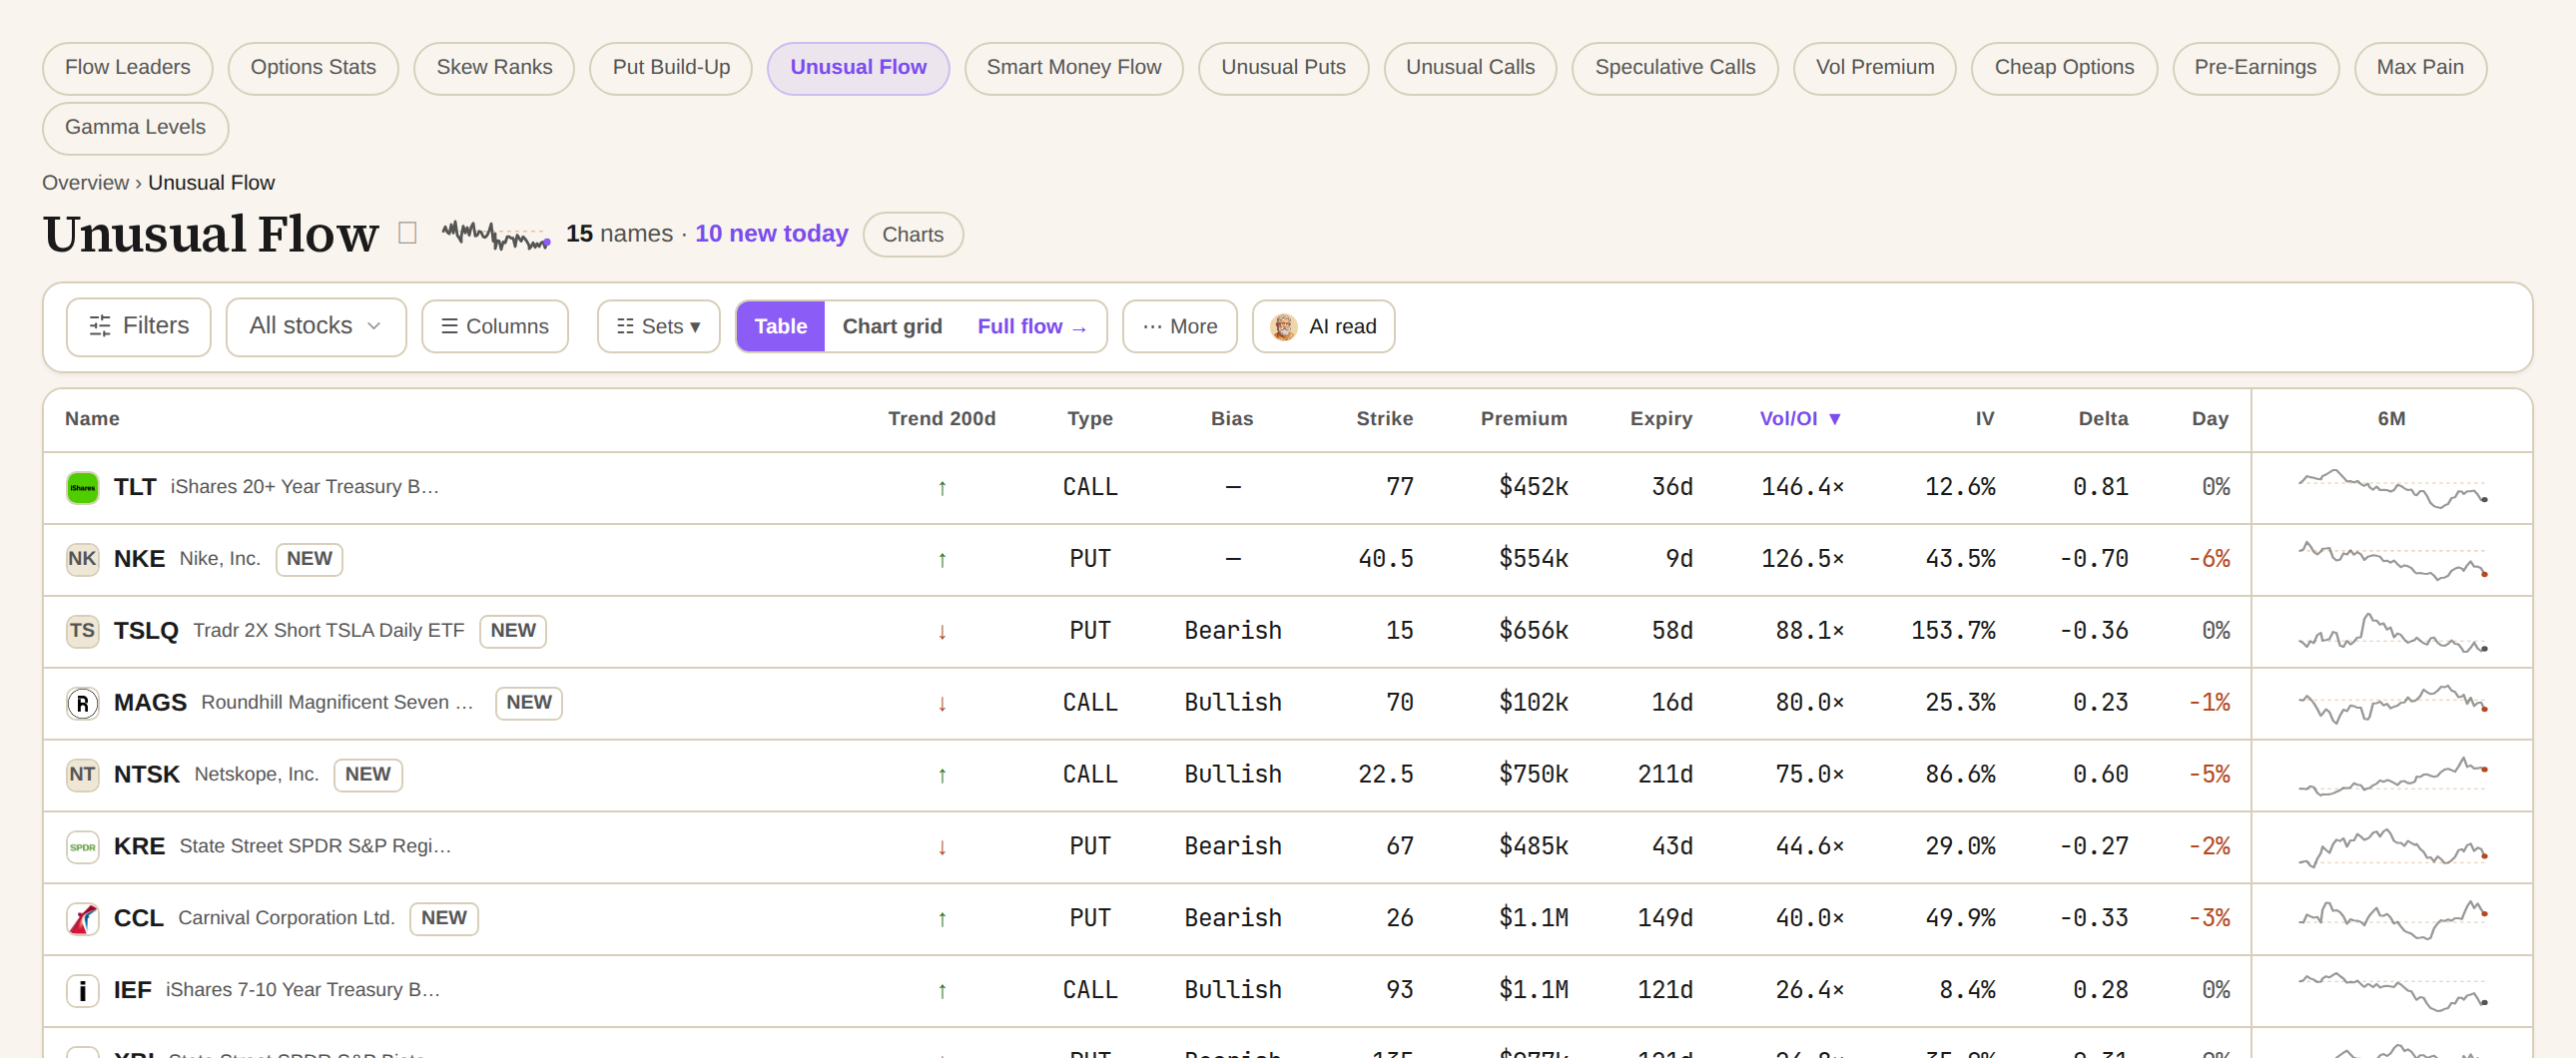 Flow Leaders Options Stats Skew Ranks Put Build-Up Unusual Flow Smart Money Flow Unusual Puts Unusual Calls Speculative Calls Vol Premium Cheap Options Pre-Earnings Max Pain
Gamma Levels
Overview › Unusual Flow
Unusual Flow 15 names · 10 new today Charts
Filters All stocks Columns Sets ▾ Table Chart grid Full flow → ⋯ More AI read
Name Trend 200d Type Bias Strike Premium Expiry Vol/OI ▼ IV Delta Day 6M
iShares TLT iShares 20+ Year Treasury B… ↑ CALL — 77 $452k 36d 146.4× 12.6% 0.81 0%
NK NKE Nike, Inc. NEW ↑ PUT — 40.5 $554k 9d 126.5× 43.5% -0.70 -6%
TS TSLQ Tradr 2X Short TSLA Daily ETF NEW ↓ PUT Bearish 15 $656k 58d 88.1× 153.7% -0.36 0%
R MAGS Roundhill Magnificent Seven … NEW ↓ CALL Bullish 70 $102k 16d 80.0× 25.3% 0.23 -1%
NT NTSK Netskope, Inc. NEW ↑ CALL Bullish 22.5 $750k 211d 75.0× 86.6% 0.60 -5%
SPDR KRE State Street SPDR S&P Regi… ↓ PUT Bearish 67 $485k 43d 44.6× 29.0% -0.27 -2%
CCL Carnival Corporation Ltd. NEW ↑ PUT Bearish 26 $1.1M 149d 40.0× 49.9% -0.33 -3%
i IEF iShares 7-10 Year Treasury B… ↑ CALL Bullish 93 $1.1M 121d 26.4× 8.4% 0.28 0%